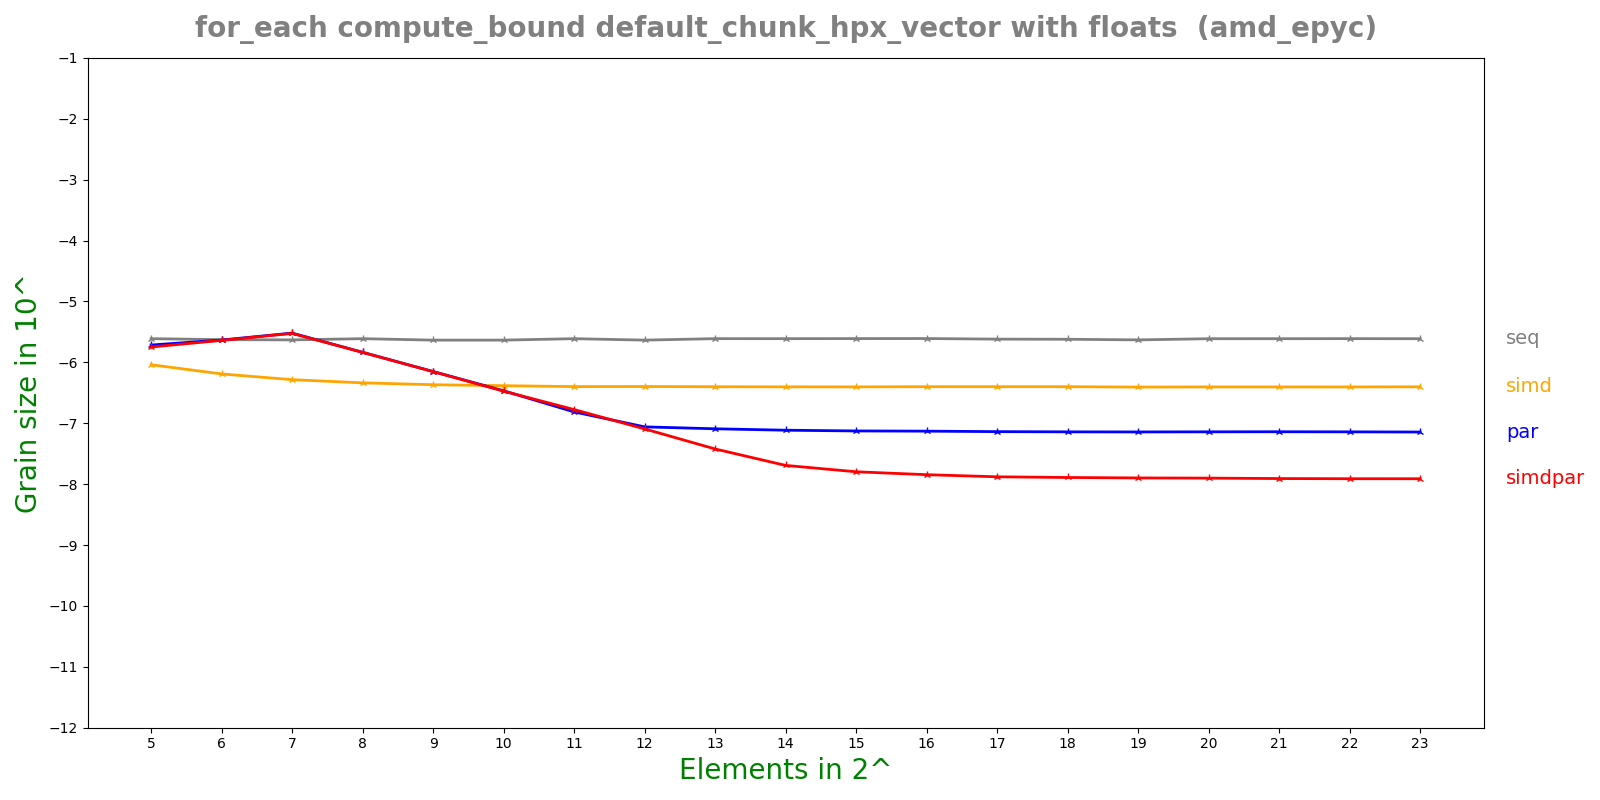 for_each compute_bound default_chunk_hpx_vector with floats  (amd_epyc)
−1
−2
−3
−4
−5
−6
−7
−8
−9
−10
−11
−12
Grain size in 10^
5 6 7 8 9 10 11 12 13 14 15 16 17 18 19 20 21 22 23
Elements in 2^
seq
simd
par
simdpar